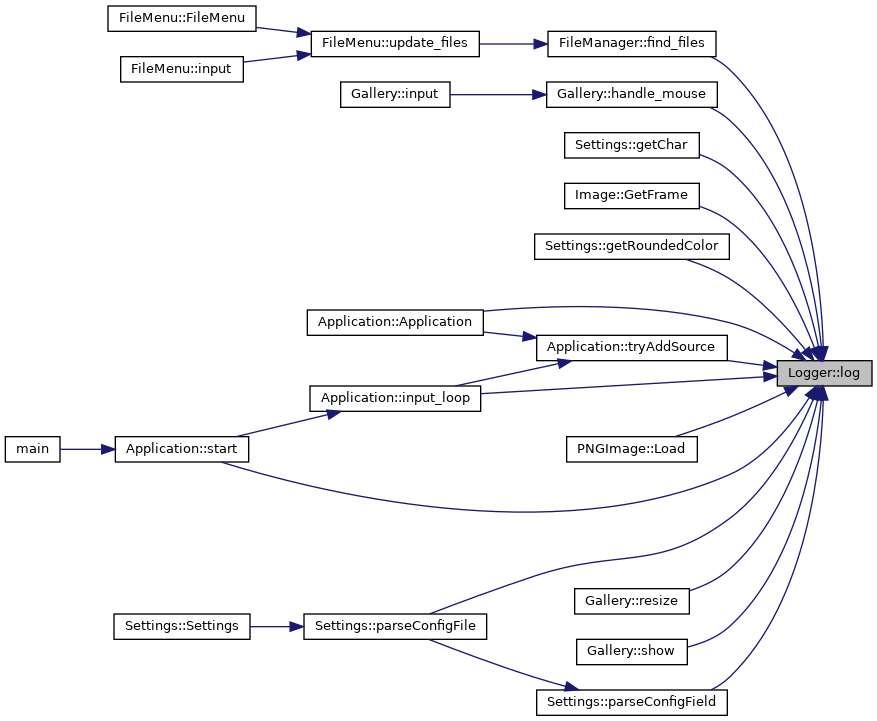 FileMenu::FileMenu
FileMenu::update_files
FileManager::find_files
FileMenu::input
Gallery::input
Gallery::handle_mouse
Settings::getChar
Image::GetFrame
Settings::getRoundedColor
Application::Application
Application::tryAddSource
Logger::log
Application::input_loop
main
Application::start
PNGImage::Load
Gallery::resize
Settings::Settings
Settings::parseConfigFile
Gallery::show
Settings::parseConfigField